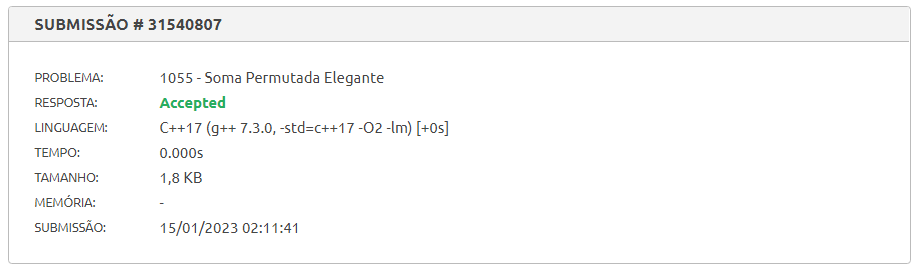 SUBMISSÃO # 31540807
PROBLEMA: 1055 - Soma Permutada Elegante
RESPOSTA: Accepted
LINGUAGEM: C++17 (g++ 7.3.0, -std=c++17 -O2 -lm) [+0s]
TEMPO: 0.000s
TAMANHO: 1,8 KB
MEMÓRIA: -
SUBMISSÃO: 15/01/2023 02:11:41